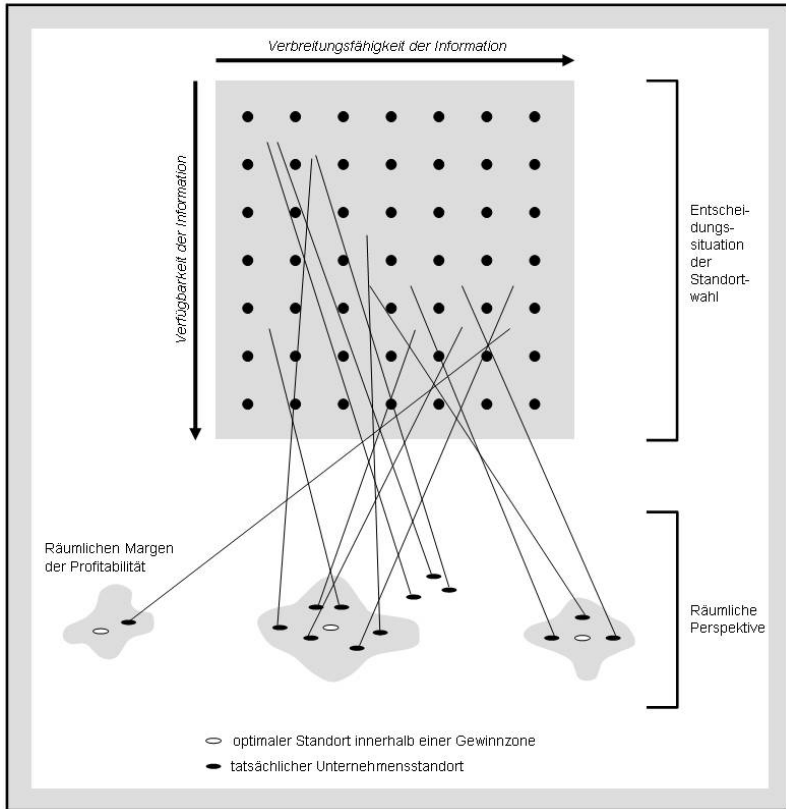 Verbreitungsfähigkeit der Information
Verfügbarkeit der Information
Entschei-
dungs-
situation
der
Standort-
wahl
Räumlichen Margen
der Profitabilität
Räumliche
Perspektive
optimaler Standort innerhalb einer Gewinnzone
tatsächlicher Unternehmensstandort